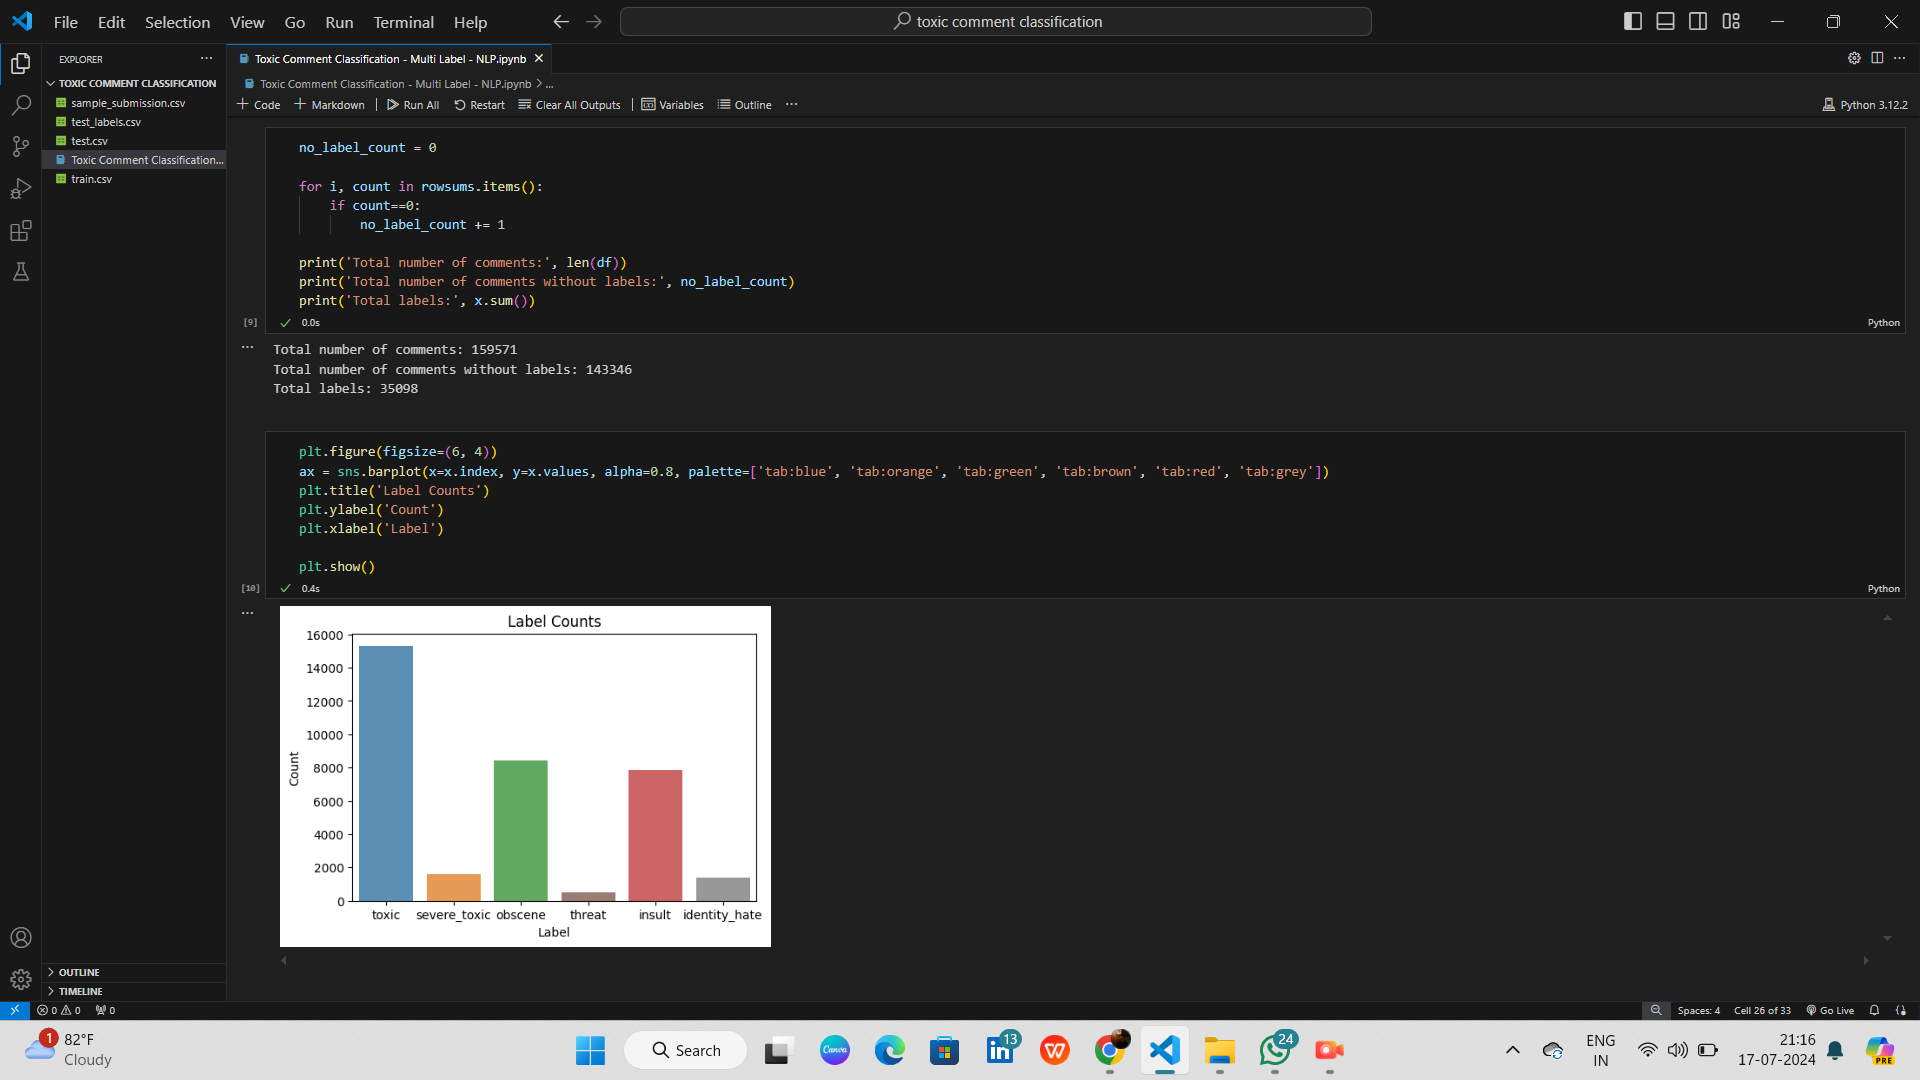 File Edit Selection View Go Run Terminal Help
toxic comment classification
EXPLORER
TOXIC COMMENT CLASSIFICATION
sample_submission.csv
test_labels.csv
test.csv
Toxic Comment Classification...
train.csv
OUTLINE
TIMELINE
Toxic Comment Classification - Multi Label - NLP.ipynb
Toxic Comment Classification - Multi Label - NLP.ipynb > ...
+ Code + Markdown | Run All Restart Clear All Outputs | Variables Outline ...
Python 3.12.2
no_label_count = 0
for i, count in rowsums.items():
if count==0:
no_label_count += 1
print('Total number of comments:', len(df))
print('Total number of comments without labels:', no_label_count)
print('Total labels:', x.sum())
[9] 0.0s Python
Total number of comments: 159571
Total number of comments without labels: 143346
Total labels: 35098
plt.figure(figsize=(6, 4))
ax = sns.barplot(x=x.index, y=x.values, alpha=0.8, palette=['tab:blue', 'tab:orange', 'tab:green', 'tab:brown', 'tab:red', 'tab:grey'])
plt.title('Label Counts')
plt.ylabel('Count')
plt.xlabel('Label')
plt.show()
[10] 0.4s Python
Label Counts
16000
14000
12000
10000
8000
6000
4000
2000
0
Count
toxic severe_toxic obscene threat insult identity_hate
Label
0 0 0
Spaces: 4 Cell 26 of 33 Go Live
1
82°F
Cloudy
Search
Canva
13
24
ENG
IN
21:16
17-07-2024
PRE